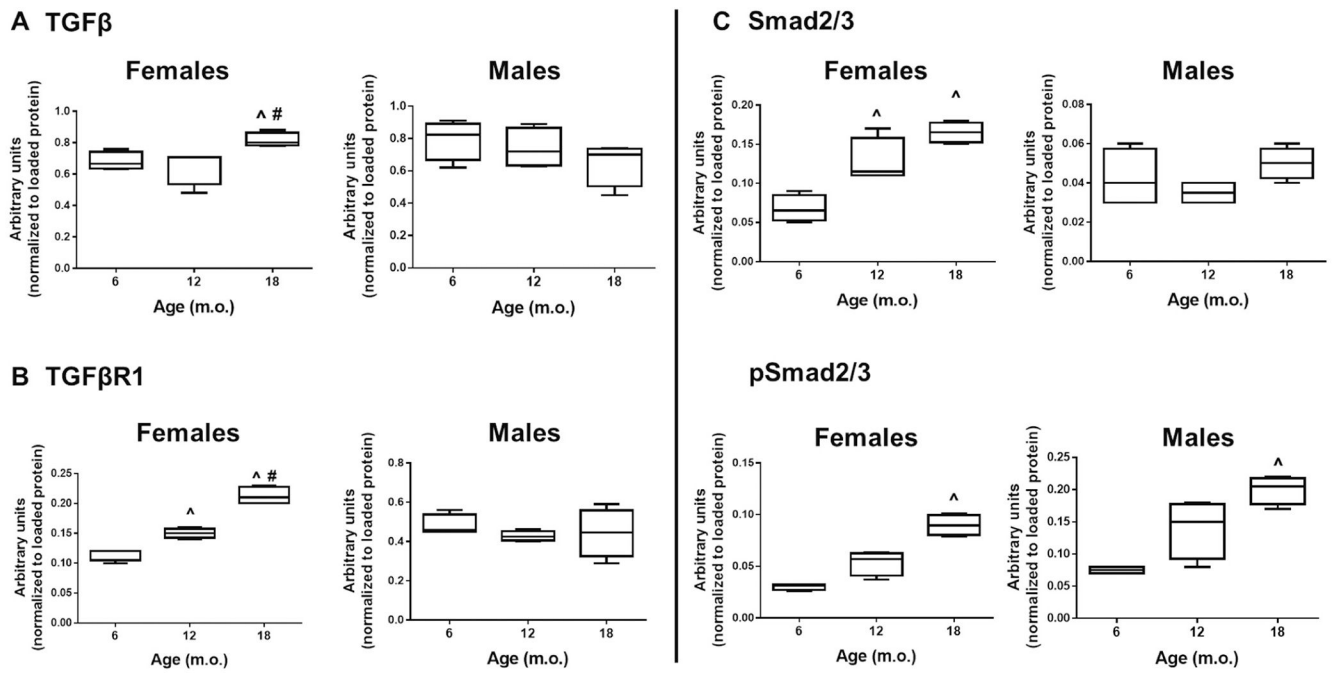 A TGFβ
Females
Arbitrary units
(normalized to loaded protein)
1.0
0.8
0.6
0.4
0.2
0.0
^ #
6 12 18
Age (m.o.)
Males
Arbitrary units
(normalized to loaded protein)
1.0
0.8
0.6
0.4
0.2
0.0
6 12 18
Age (m.o.)
B TGFβR1
Females
Arbitrary units
(normalized to loaded protein)
0.25
0.20
0.15
0.10
0.05
0.00
^
^ #
6 12 18
Age (m.o.)
Males
Arbitrary units
(normalized to loaded protein)
0.8
0.6
0.4
0.2
0.0
6 12 18
Age (m.o.)
C Smad2/3
Females
Arbitrary units
(normalized to loaded protein)
0.20
0.15
0.10
0.05
0.00
^
^
6 12 18
Age (m.o.)
Males
Arbitrary units
(normalized to loaded protein)
0.08
0.06
0.04
0.02
0.00
6 12 18
Age (m.o.)
pSmad2/3
Females
Arbitrary units
(normalized to loaded protein)
0.15
0.10
0.05
0.00
^
6 12 18
Age (m.o.)
Males
Arbitrary units
(normalized to loaded protein)
0.25
0.20
0.15
0.10
0.05
0.00
^
6 12 18
Age (m.o.)